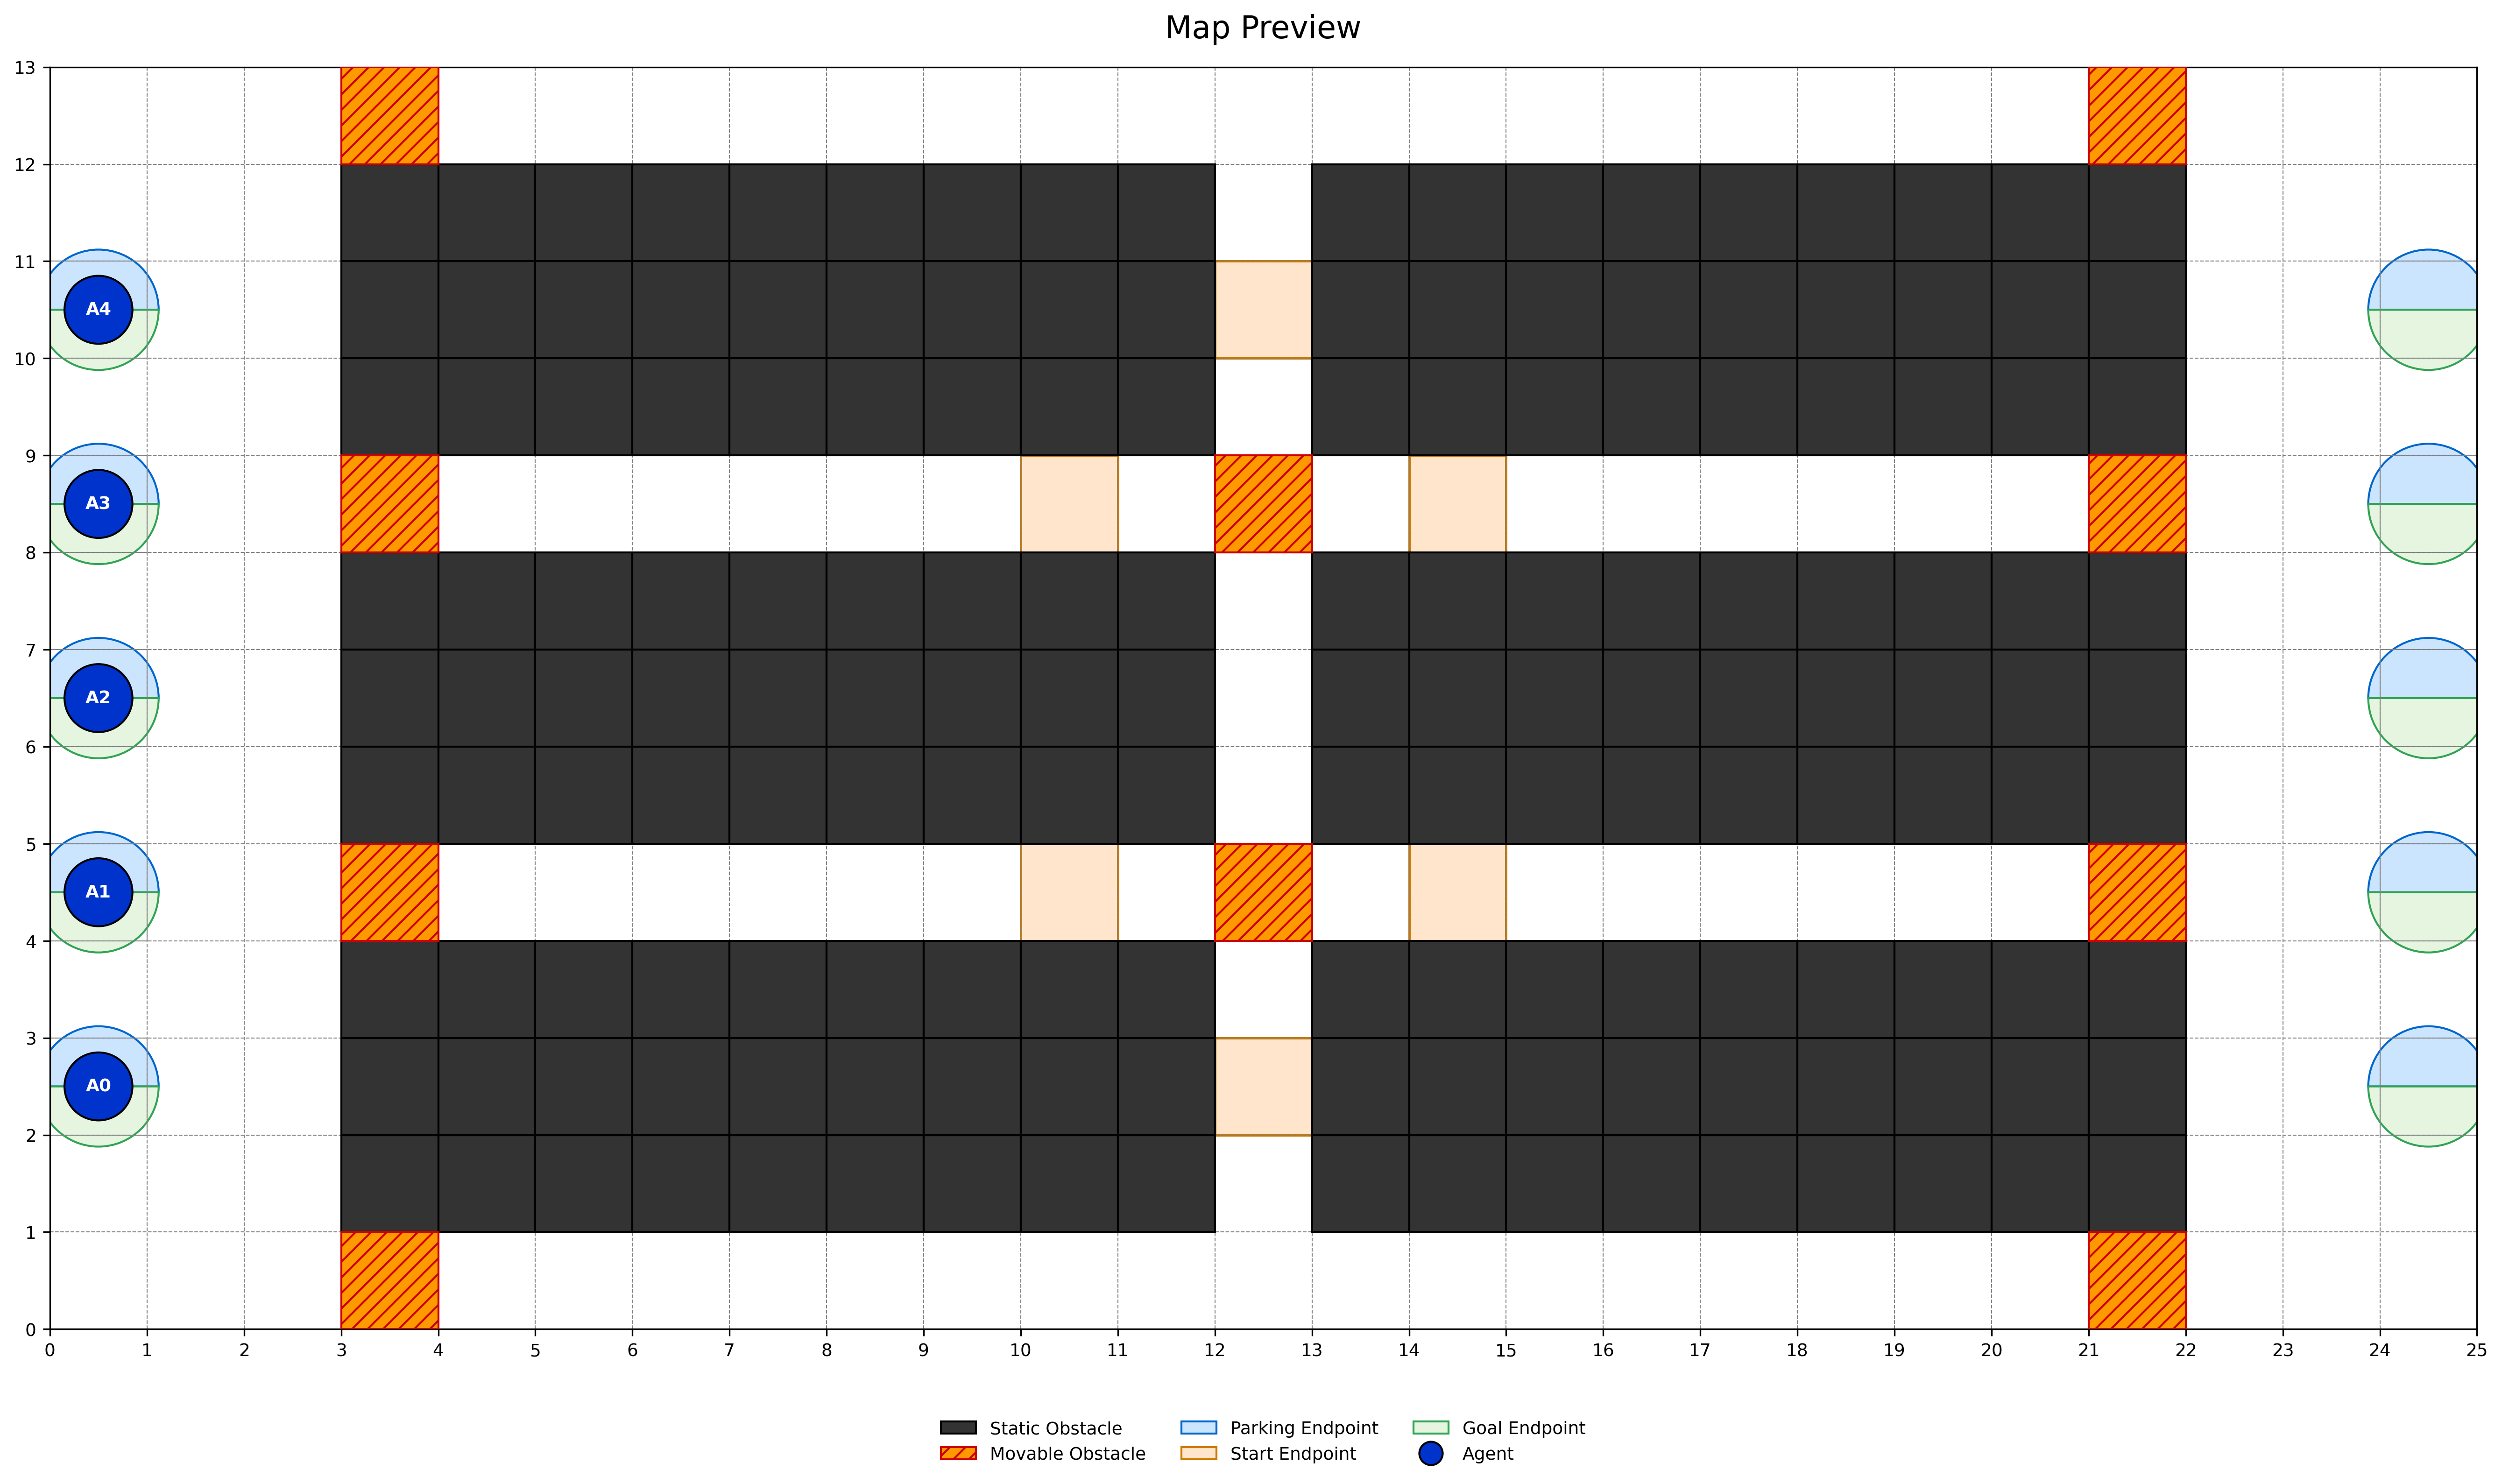 Map Preview
13
12
11
10
9
8
7
6
5
4
3
2
1
0
A4
A3
A2
A1
A0
0 1 2 3 4 5 6 7 8 9 10 11 12 13 14 15 16 17 18 19 20 21 22 23 24 25
Static Obstacle Parking Endpoint Goal Endpoint
Movable Obstacle Start Endpoint Agent